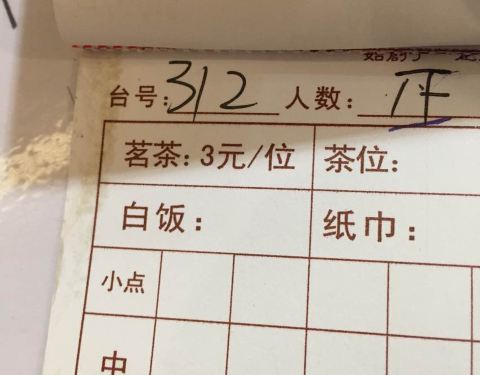 台号: 312 人数:
茗茶: 3元/位 茶位:
白饭: 纸巾:
小点
中